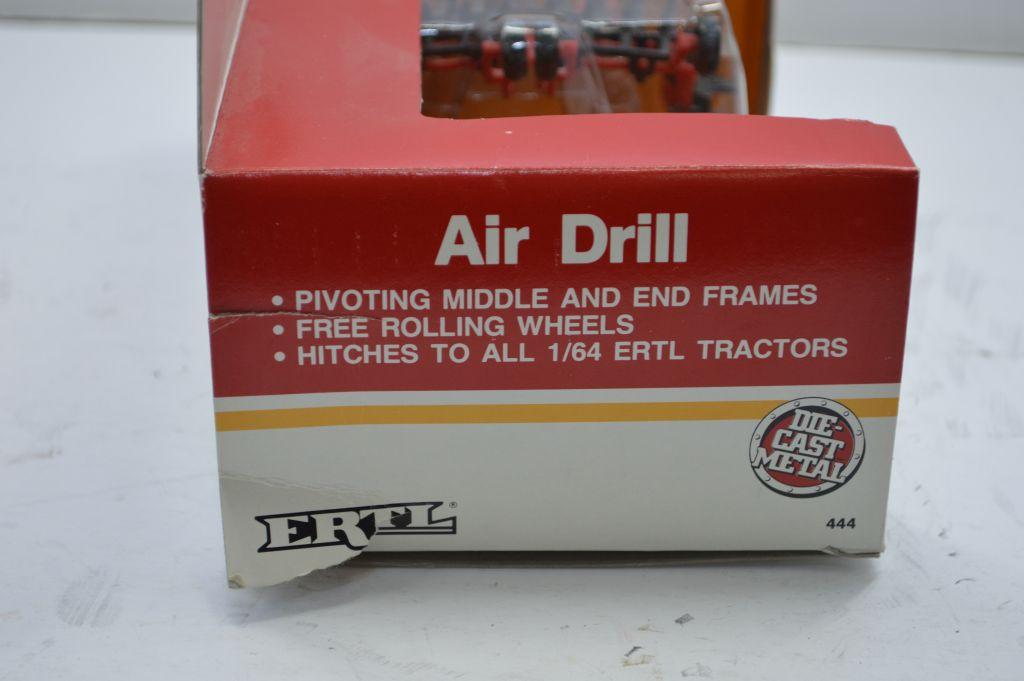 Air Drill
• PIVOTING MIDDLE AND END FRAMES
• FREE ROLLING WHEELS
• HITCHES TO ALL 1/64 ERTL TRACTORS
DIE-
CAST
METAL
ERTL®
444